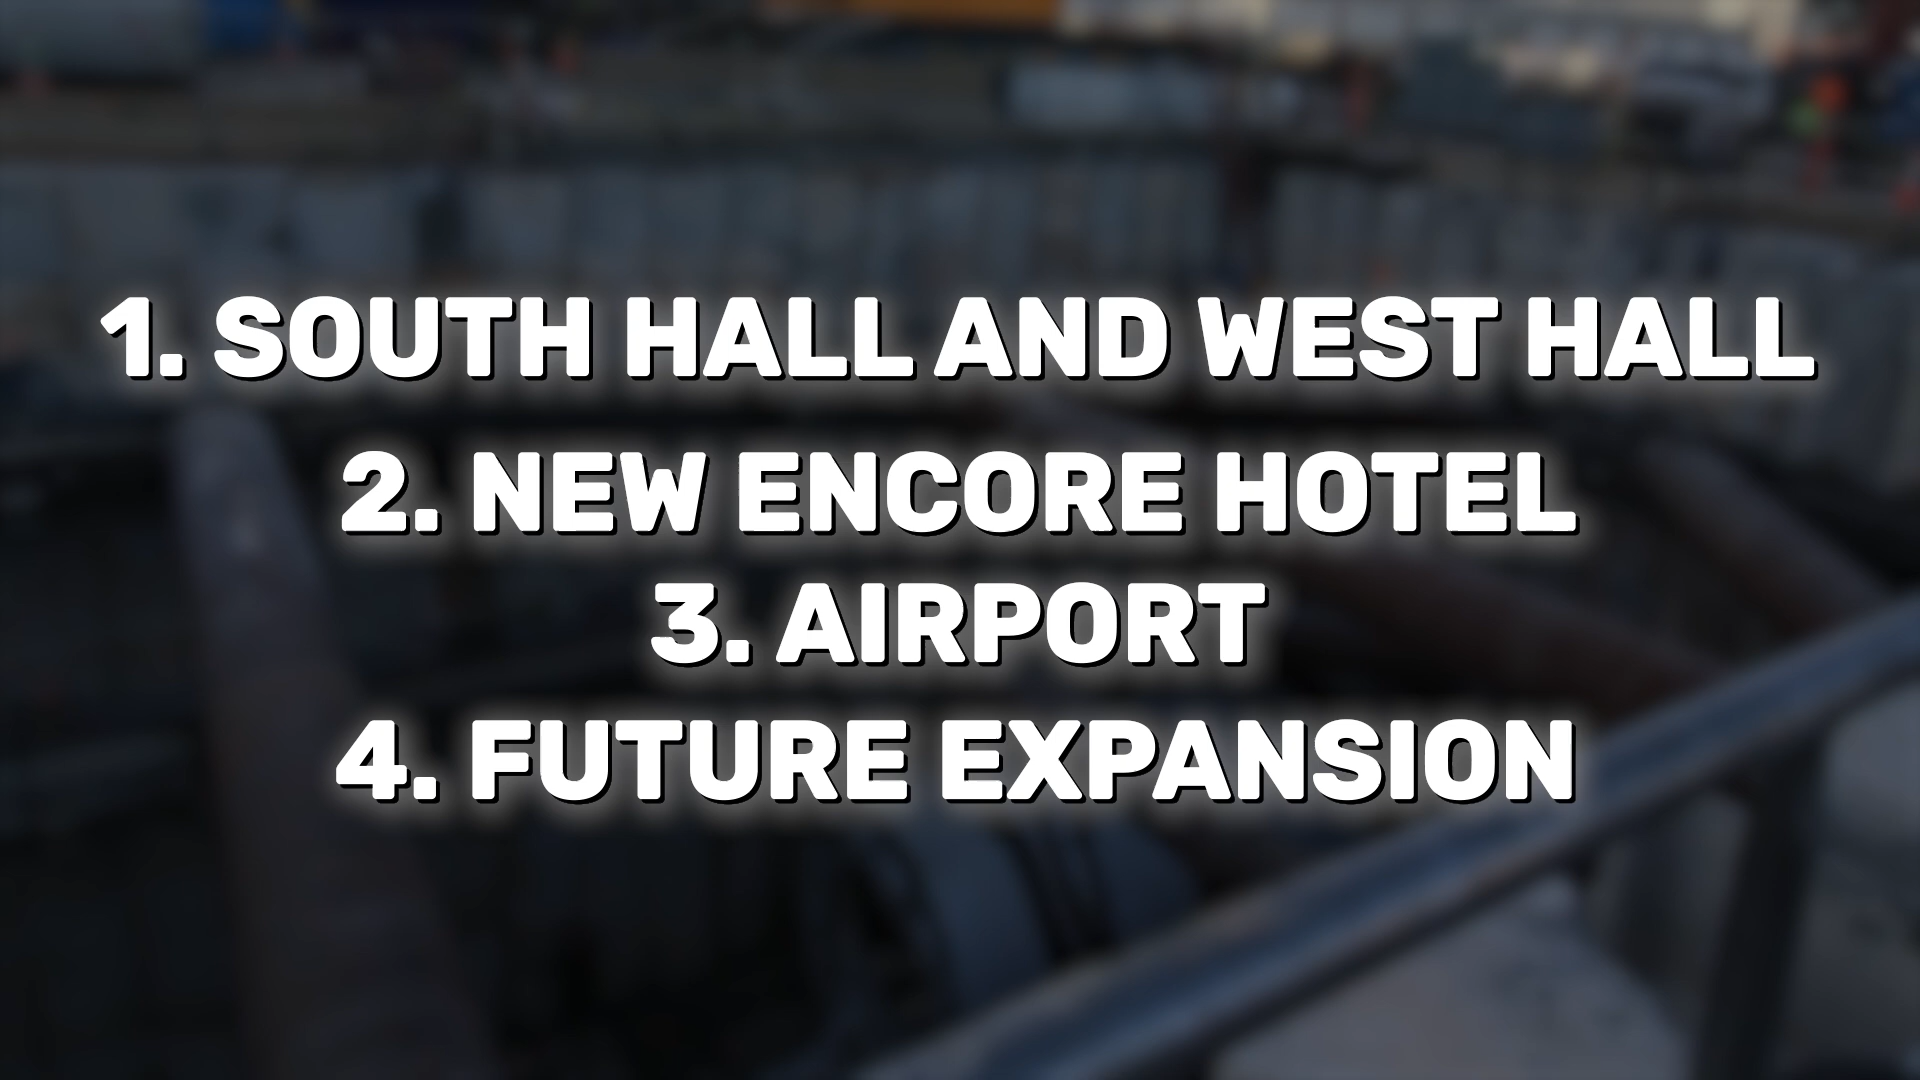 1. SOUTH HALL AND WEST HALL
2. NEW ENCORE HOTEL
3. AIRPORT
4. FUTURE EXPANSION